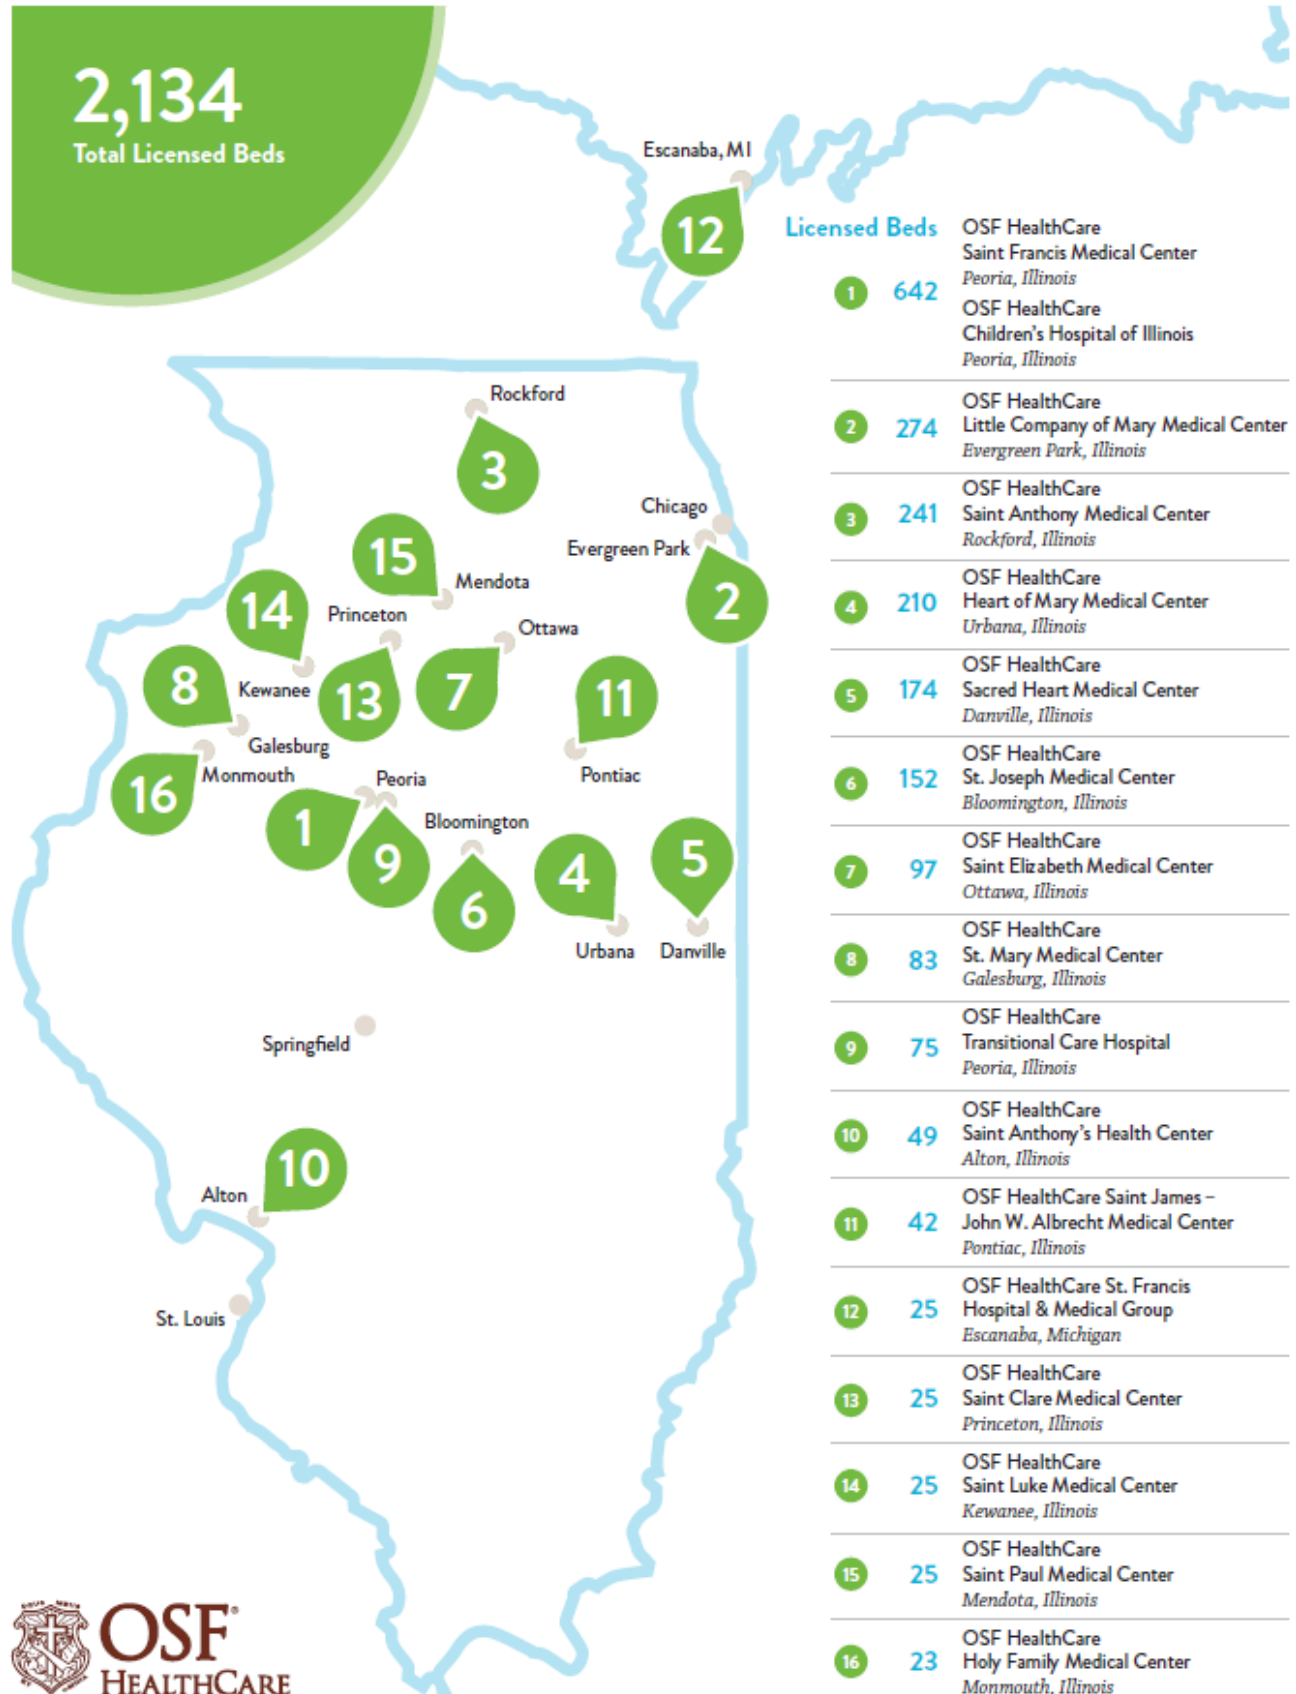 2,134
Total Licensed Beds
Escanaba, MI
12
Rockford
3
Chicago
Evergreen Park
2
15
Mendota
14
Princeton
Ottawa
8
Kewanee
13
7
11
Galesburg
Monmouth
16
Pontiac
Peoria
1
9
Bloomington
6
4
5
Urbana
Danville
Springfield
10
Alton
St. Louis
OSF®
HEALTHCARE
Licensed Beds
1
642
OSF HealthCare
Saint Francis Medical Center
Peoria, Illinois
OSF HealthCare
Children's Hospital of Illinois
Peoria, Illinois
2
274
OSF HealthCare
Little Company of Mary Medical Center
Evergreen Park, Illinois
3
241
OSF HealthCare
Saint Anthony Medical Center
Rockford, Illinois
4
210
OSF HealthCare
Heart of Mary Medical Center
Urbana, Illinois
5
174
OSF HealthCare
Sacred Heart Medical Center
Danville, Illinois
6
152
OSF HealthCare
St. Joseph Medical Center
Bloomington, Illinois
7
97
OSF HealthCare
Saint Elizabeth Medical Center
Ottawa, Illinois
8
83
OSF HealthCare
St. Mary Medical Center
Galesburg, Illinois
9
75
OSF HealthCare
Transitional Care Hospital
Peoria, Illinois
10
49
OSF HealthCare
Saint Anthony's Health Center
Alton, Illinois
11
42
OSF HealthCare Saint James –
John W. Albrecht Medical Center
Pontiac, Illinois
12
25
OSF HealthCare St. Francis
Hospital & Medical Group
Escanaba, Michigan
13
25
OSF HealthCare
Saint Clare Medical Center
Princeton, Illinois
14
25
OSF HealthCare
Saint Luke Medical Center
Kewanee, Illinois
15
25
OSF HealthCare
Saint Paul Medical Center
Mendota, Illinois
16
23
OSF HealthCare
Holy Family Medical Center
Monmouth, Illinois